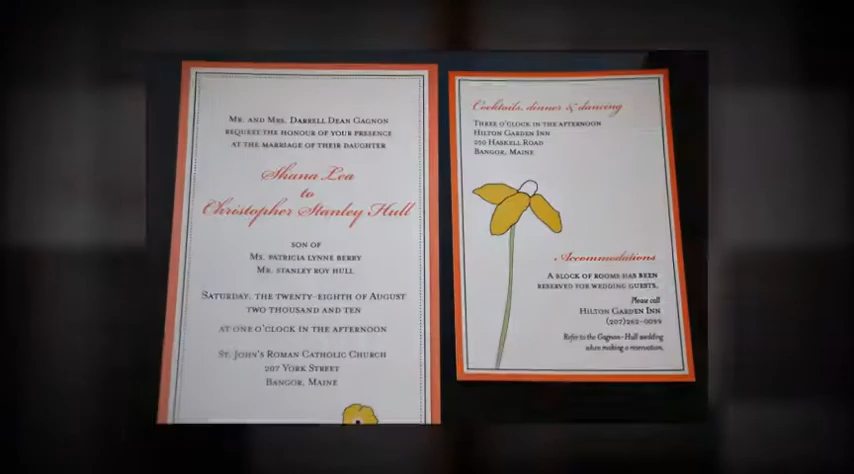 Mr. and Mrs. Darrell Dean Gagnon
request the honour of your presence
at the marriage of their daughter
Shana Lea
to
Christopher Stanley Hull
son of
Ms. Patricia Lynne Berry
Mr. Stanley Roy Hull
Saturday, the twenty-eighth of August
two thousand and ten
at one o'clock in the afternoon
St. John's Roman Catholic Church
207 York Street
Bangor, Maine
Cocktails, dinner & dancing
Three o'clock in the afternoon
Hilton Garden Inn
250 Haskell Road
Bangor, Maine
Accommodations
A block of rooms has been
reserved for wedding guests.
Please call
Hilton Garden Inn
(207)262-0099
Refer to the Gagnon - Hull wedding
when making a reservation.